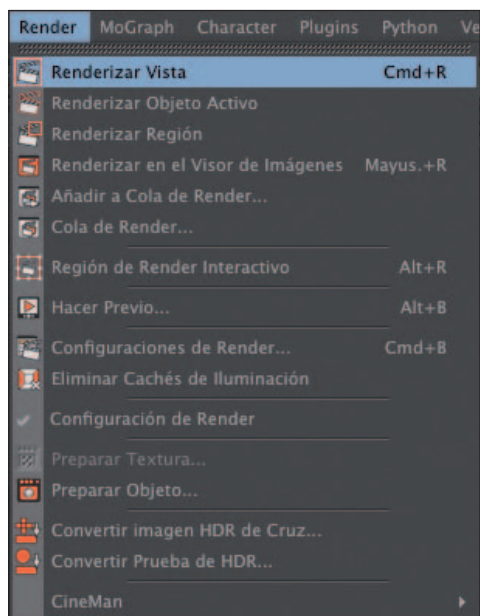 Render MoGraph Character Plugins Python Ve
Renderizar Vista Cmd+R
Renderizar Objeto Activo
Renderizar Región
Renderizar en el Visor de Imágenes Mayus.+R
Añadir a Cola de Render...
Cola de Render...
Región de Render Interactivo Alt+R
Hacer Previo... Alt+B
Configuraciones de Render... Cmd+B
Eliminar Cachés de Iluminación
Configuración de Render
Preparar Textura...
Preparar Objeto...
Convertir imagen HDR de Cruz...
Convertir Prueba de HDR...
CineMan